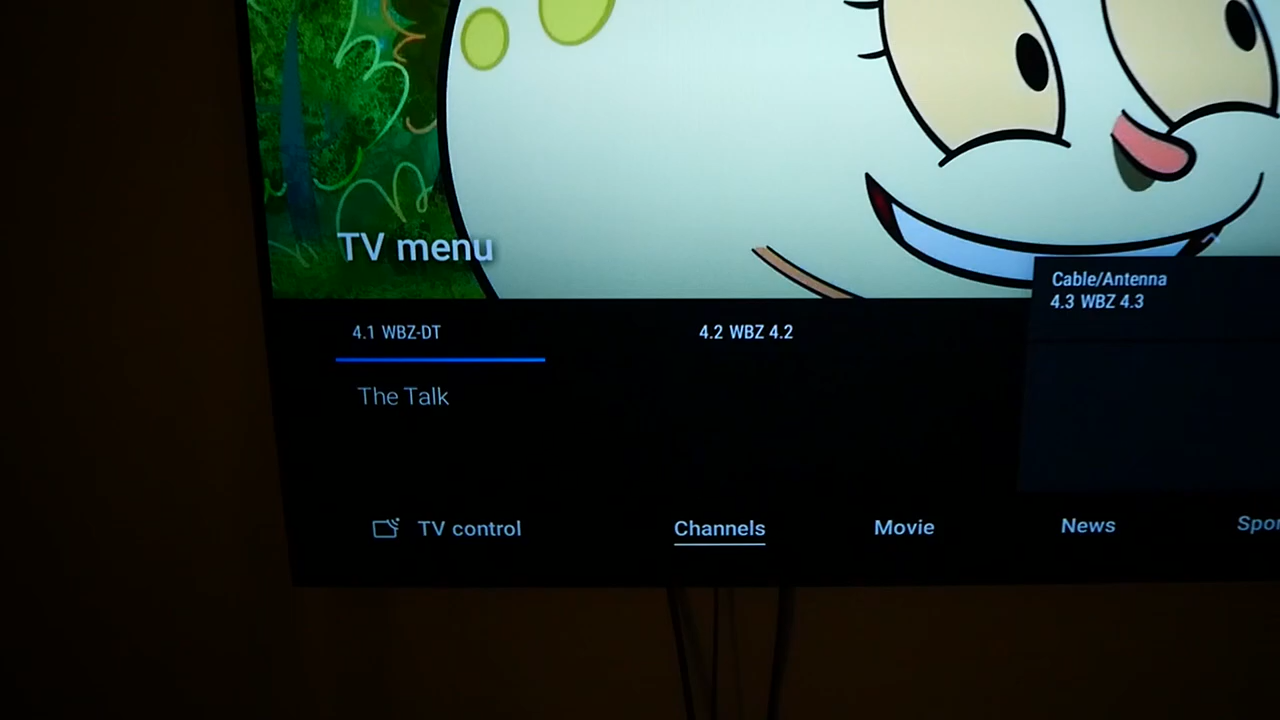 TV menu
4.1 WBZ-DT
4.2 WBZ 4.2
Cable/Antenna
4.3 WBZ 4.3
The Talk
TV control
Channels
Movie
News
Spor